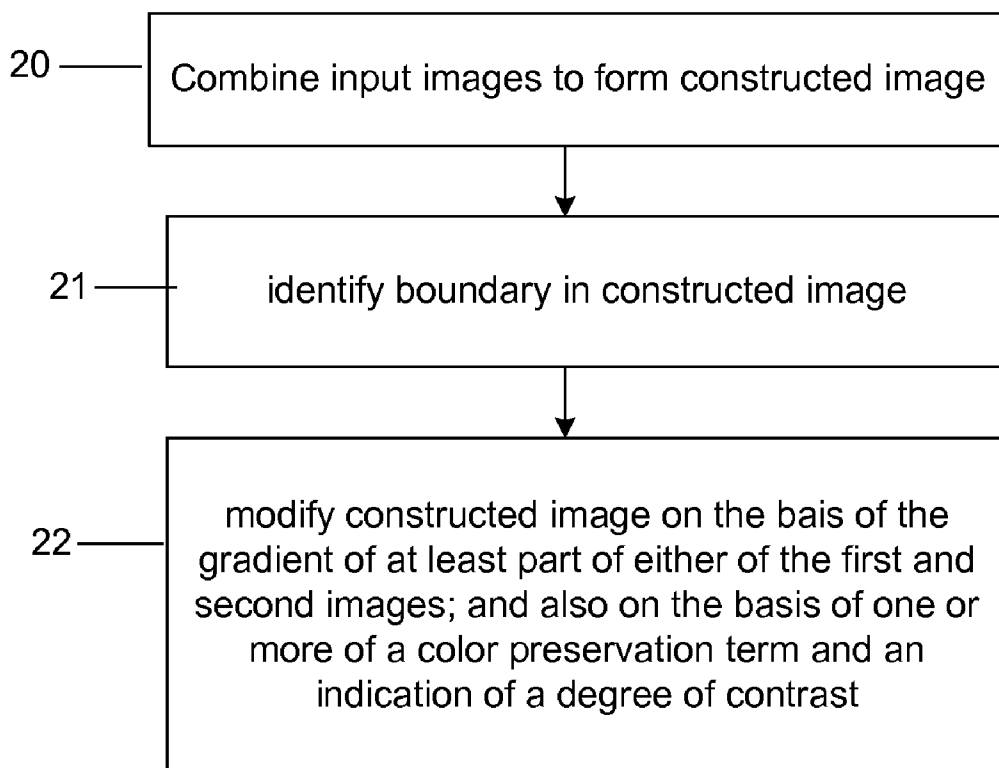 20
Combine input images to form constructed image
21
identify boundary in constructed image
22
modify constructed image on the bais of the
gradient of at least part of either of the first and
second images; and also on the basis of one or
more of a color preservation term and an
indication of a degree of contrast